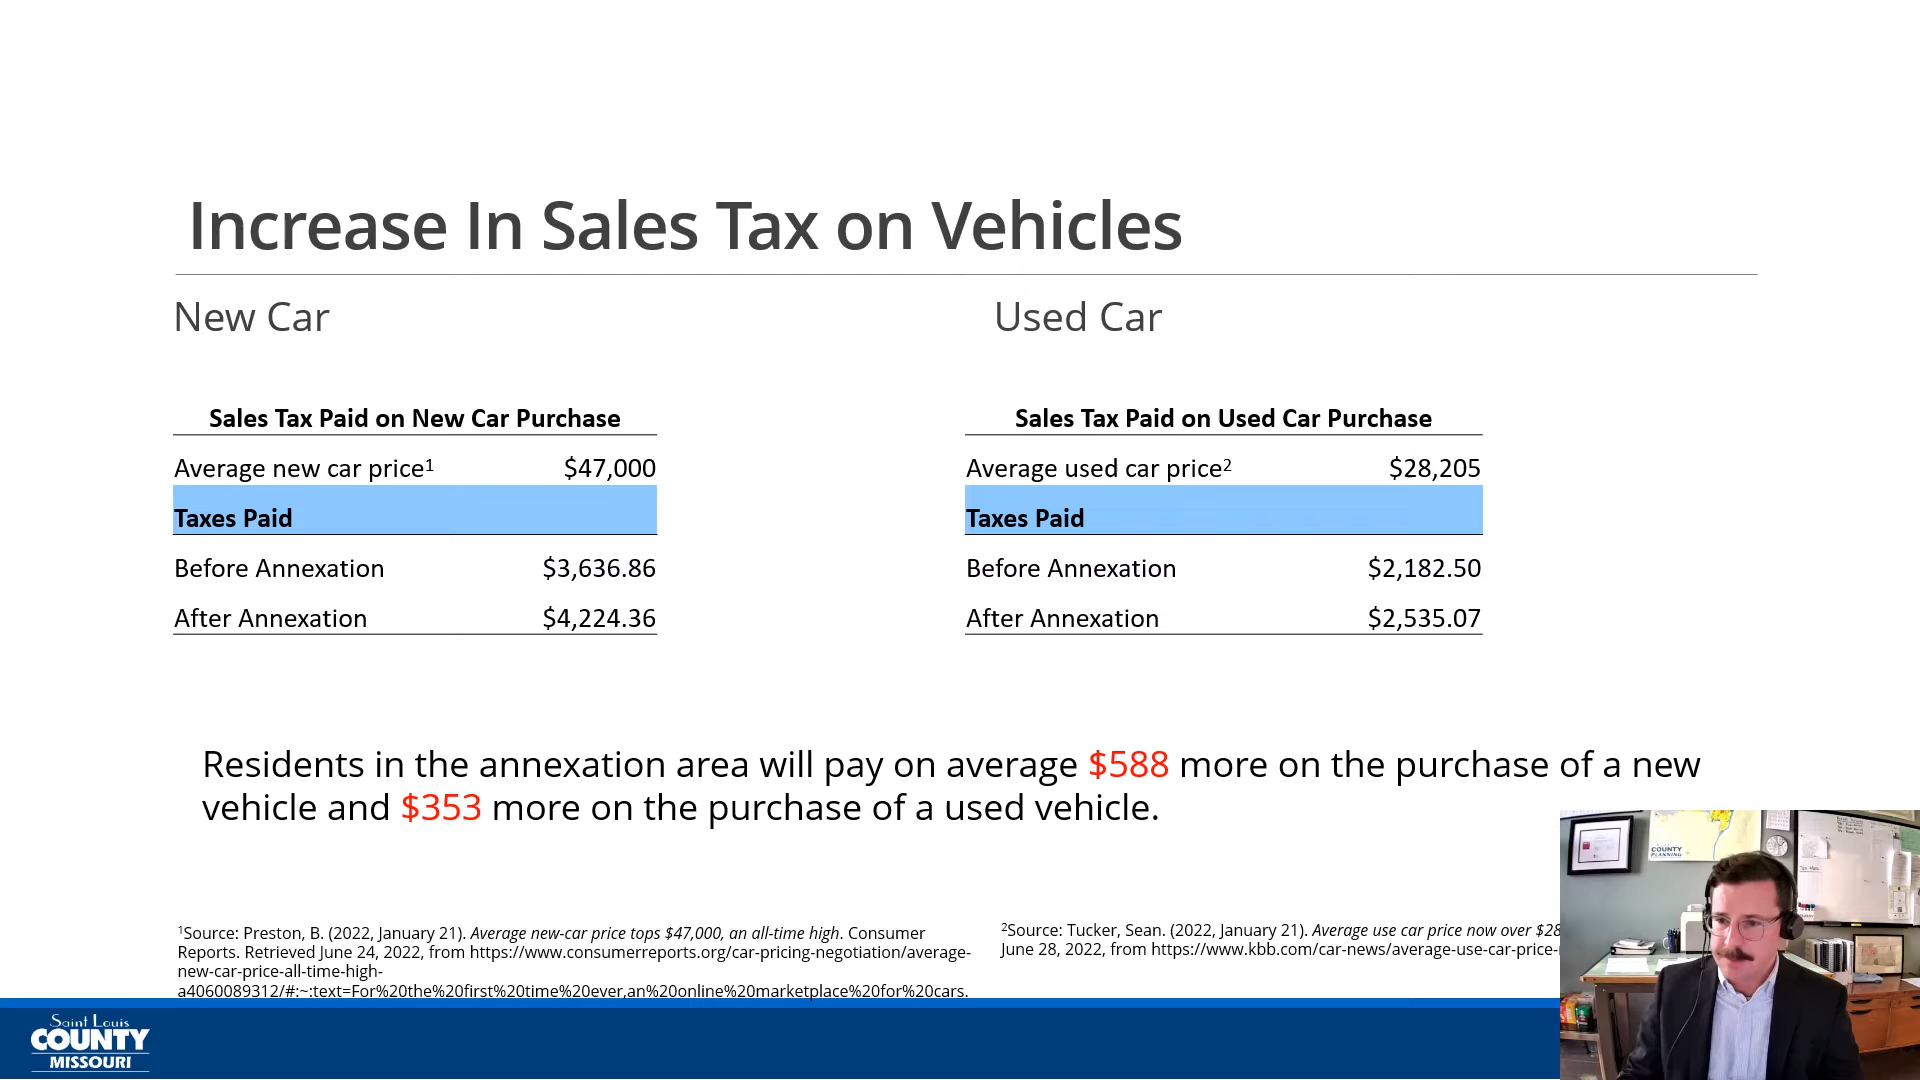 Increase In Sales Tax on Vehicles
New Car
Sales Tax Paid on New Car Purchase
Average new car price1 $47,000
Taxes Paid
Before Annexation $3,636.86
After Annexation $4,224.36
Used Car
Sales Tax Paid on Used Car Purchase
Average used car price2 $28,205
Taxes Paid
Before Annexation $2,182.50
After Annexation $2,535.07
Residents in the annexation area will pay on average $588 more on the purchase of a new
vehicle and $353 more on the purchase of a used vehicle.
1Source: Preston, B. (2022, January 21). Average new-car price tops $47,000, an all-time high. Consumer
Reports. Retrieved June 24, 2022, from https://www.consumerreports.org/car-pricing-negotiation/average-
new-car-price-all-time-high-
a4060089312/#:~:text=For%20the%20first%20time%20ever,an%20online%20marketplace%20for%20cars.
2Source: Tucker, Sean. (2022, January 21). Average use car price now over $28
June 28, 2022, from https://www.kbb.com/car-news/average-use-car-price-
Saint Louis
COUNTY
MISSOURI
COUNTY
PLANNING